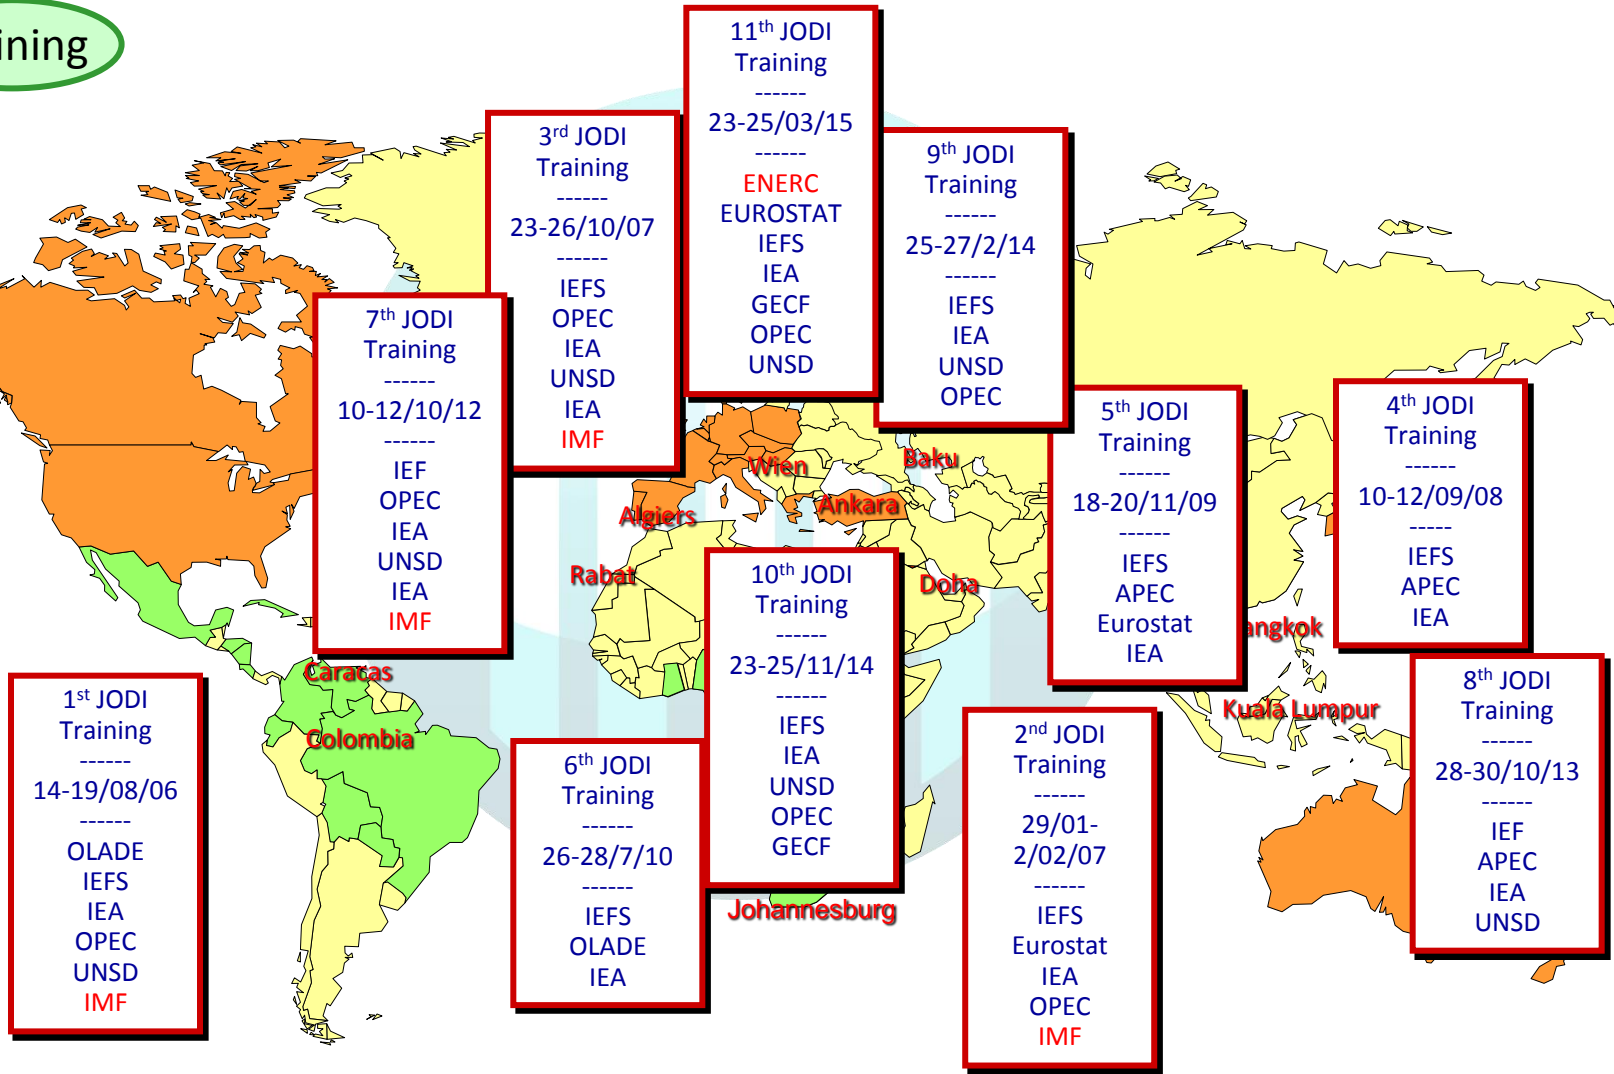 ining
11th JODI
Training
------
23-25/03/15
------
ENERC
EUROSTAT
IEFS
IEA
GECF
OPEC
UNSD
3rd JODI
Training
------
23-26/10/07
------
IEFS
OPEC
IEA
UNSD
IEA
IMF
9th JODI
Training
------
25-27/2/14
------
IEFS
IEA
UNSD
OPEC
7th JODI
Training
------
10-12/10/12
------
IEF
OPEC
IEA
UNSD
IEA
IMF
5th JODI
Training
------
18-20/11/09
------
IEFS
APEC
Eurostat
IEA
4th JODI
Training
------
10-12/09/08
-----
IEFS
APEC
IEA
Wien
Baku
Ankara
Algiers
Rabat
Doha
angkok
10th JODI
Training
------
23-25/11/14
------
IEFS
IEA
UNSD
OPEC
GECF
Caracas
Colombia
Kuala Lumpur
1st JODI
Training
------
14-19/08/06
------
OLADE
IEFS
IEA
OPEC
UNSD
IMF
6th JODI
Training
------
26-28/7/10
------
IEFS
OLADE
IEA
2nd JODI
Training
------
29/01-
2/02/07
------
IEFS
Eurostat
IEA
OPEC
IMF
8th JODI
Training
------
28-30/10/13
------
IEF
APEC
IEA
UNSD
Johannesburg